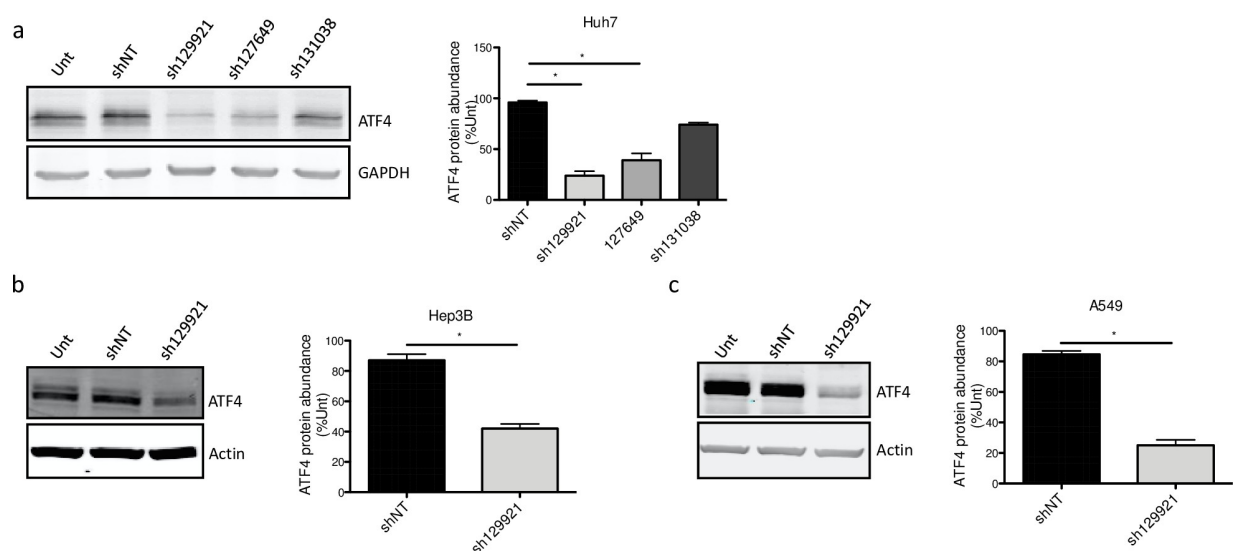 a
Unt
shNT
sh129921
sh127649
sh131038
ATF4
GAPDH
Huh7
ATF4 protein abundance
(%Unt)
150
100
50
0
*
*
shNT
sh129921
127649
sh131038
b
Unt
shNT
sh129921
ATF4
Actin
Hep3B
ATF4 protein abundance
(%Unt)
100
80
60
40
20
0
*
shNT
sh129921
c
Unt
shNT
sh129921
ATF4
Actin
A549
ATF4 protein abundance
(%Unt)
100
80
60
40
20
0
*
shNT
sh129921